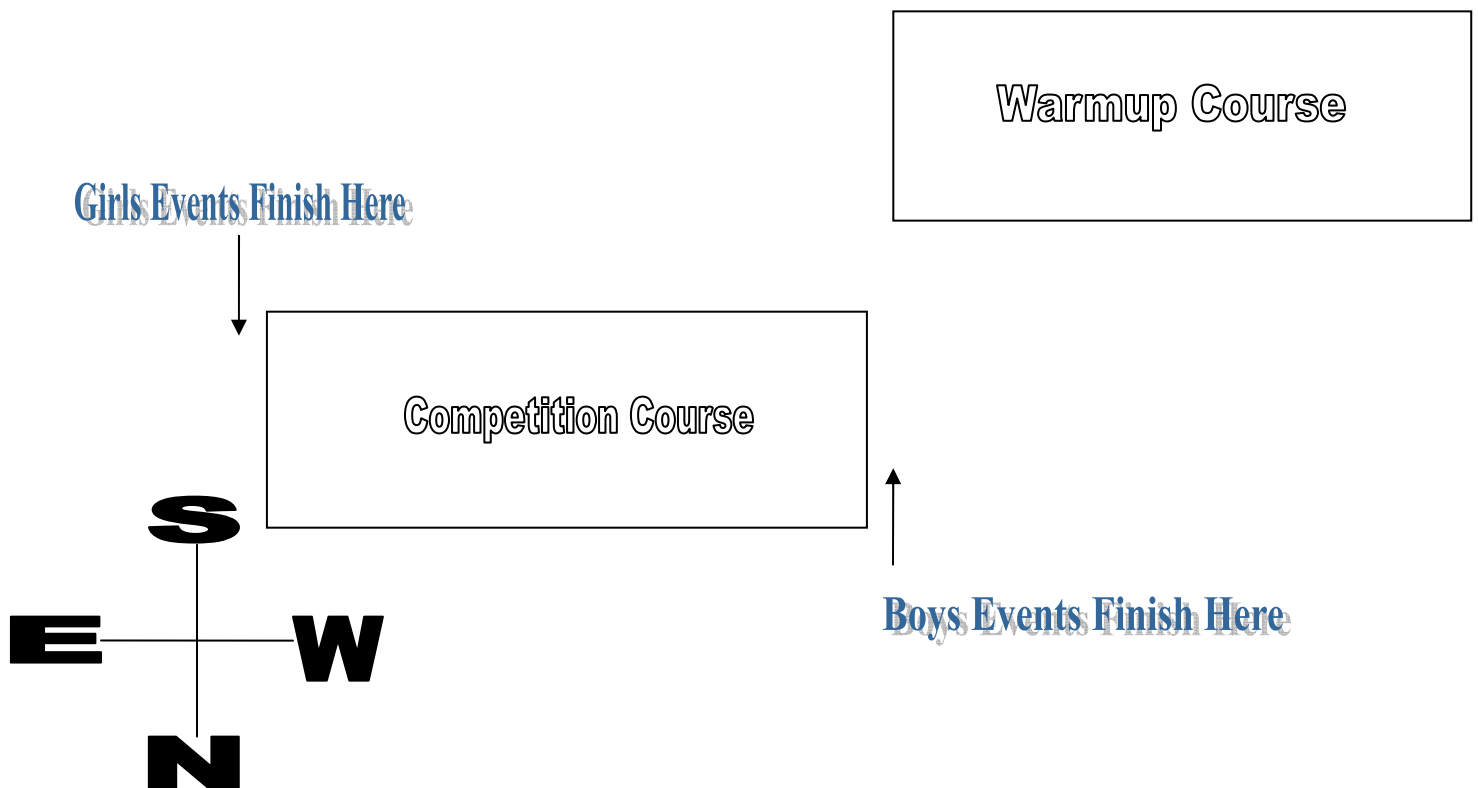 Warmup Course
Girls Events Finish Here
Competition Course
S
E
W
Boys Events Finish Here
N